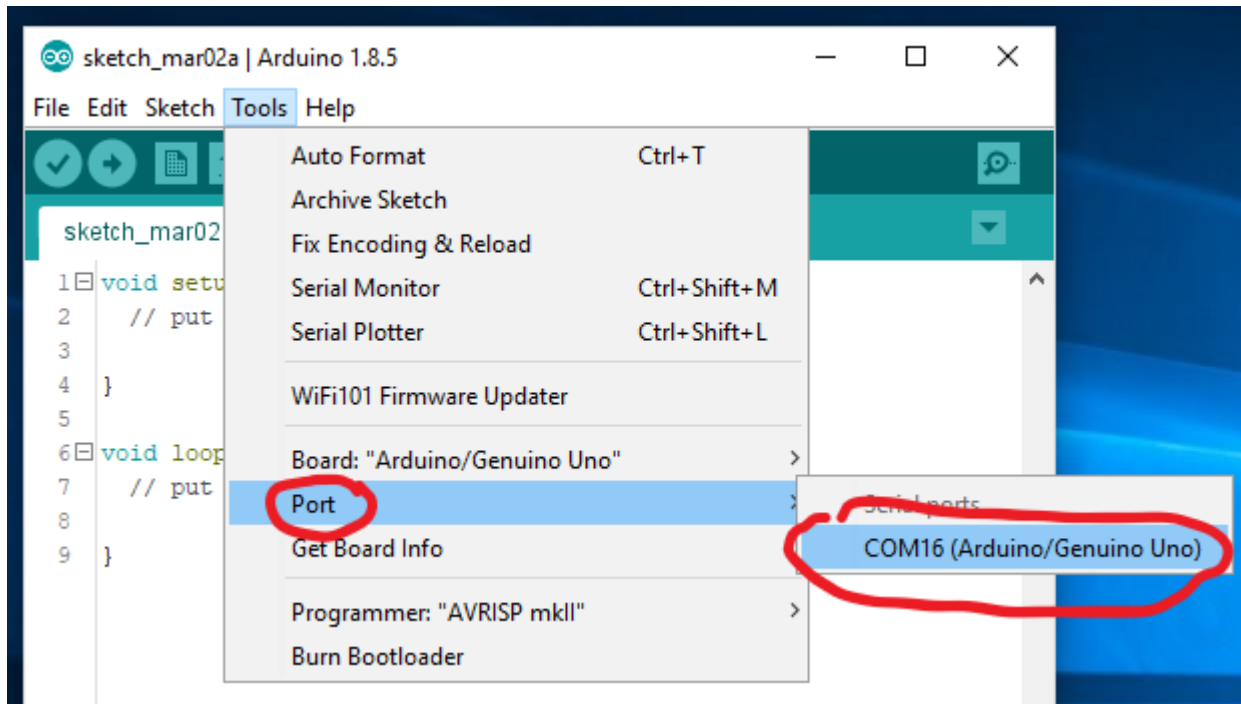 sketch_mar02a | Arduino 1.8.5
File Edit Sketch Tools Help
sketch_mar02
Auto Format Ctrl+T
Archive Sketch
Fix Encoding & Reload
Serial Monitor Ctrl+Shift+M
Serial Plotter Ctrl+Shift+L
WiFi101 Firmware Updater
Board: "Arduino/Genuino Uno"
Port
Get Board Info
Programmer: "AVRISP mkII"
Burn Bootloader
Serial ports
COM16 (Arduino/Genuino Uno)
1 void setu
2 // put
3
4 }
5
6 void loop
7 // put
8
9 }